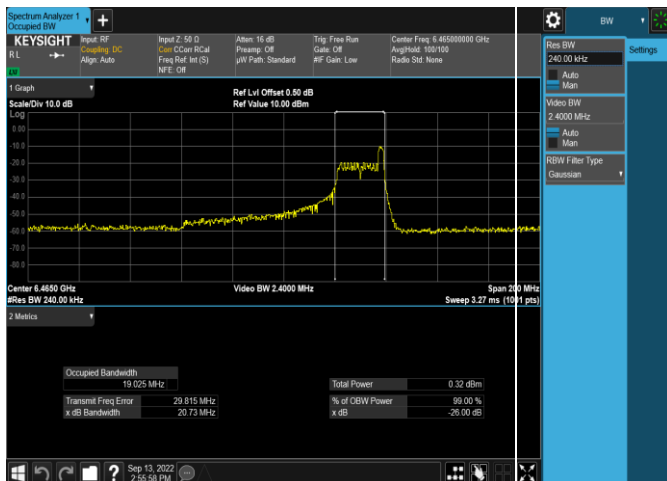 Spectrum Analyzer 1
Occupied BW
BW
KEYSIGHT
R L
Input: RF
Coupling: DC
Align: Auto
Input Z: 50 Ω
Corr CCorr RCal
Freq Ref: Int (S)
NFE: Off
Atten: 16 dB
Preamp: Off
µW Path: Standard
Trig: Free Run
Gate: Off
#IF Gain: Low
Center Freq: 6.465000000 GHz
Avg|Hold: 100/100
Radio Std: None
Settings
Res BW
240.00 kHz
Auto
Man
Video BW
2.4000 MHz
Auto
Man
RBW Filter Type
Gaussian
1 Graph
Scale/Div 10.0 dB
Ref Lvl Offset 0.50 dB
Ref Value 10.00 dBm
Log
0.00
-10.0
-20.0
-30.0
-40.0
-50.0
-60.0
-70.0
-80.0
Center 6.4650 GHz
#Res BW 240.00 kHz
Video BW 2.4000 MHz
Span 200 MHz
Sweep 3.27 ms (1001 pts)
2 Metrics
Occupied Bandwidth
19.025 MHz
Transmit Freq Error 29.815 MHz
x dB Bandwidth 20.73 MHz
Total Power 0.32 dBm
% of OBW Power 99.00 %
x dB -26.00 dB
?
Sep 13, 2022
2:55:50 PM